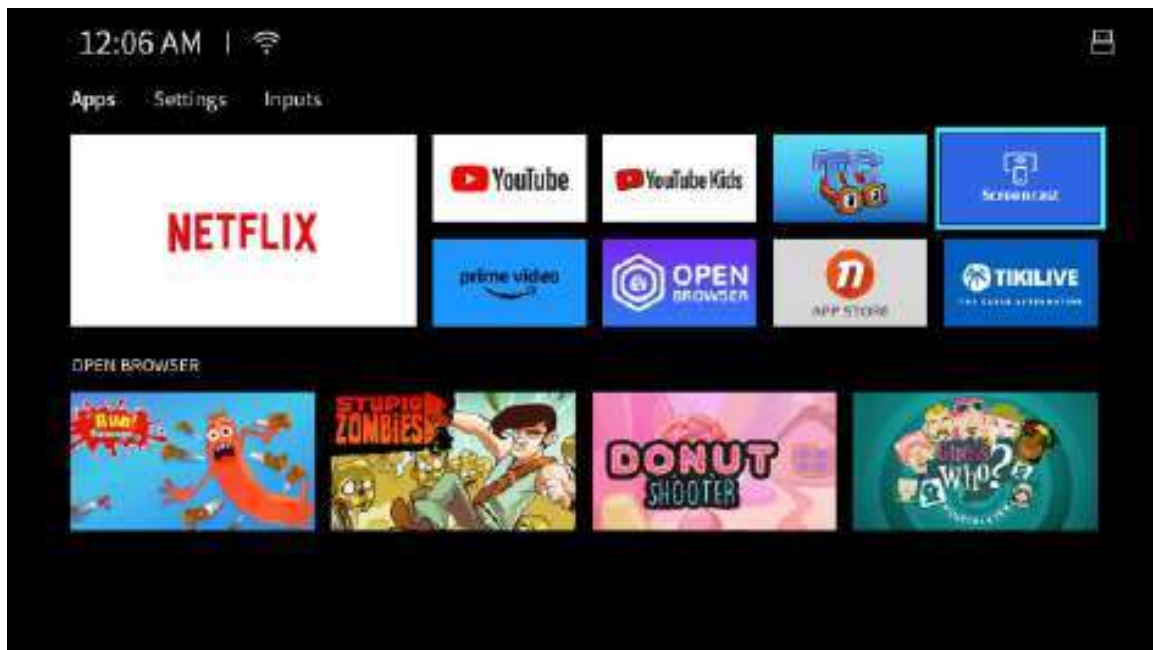 12:06 AM
Apps Settings Inputs
NETFLIX
YouTube
YouTube Kids
Screencast
prime video
OPEN
BROWSER
APP STORE
TIKILIVE
OPEN BROWSER
Run!
STUPID
ZOMBIES
DONUT
SHOOTER
GUESS
WHO?